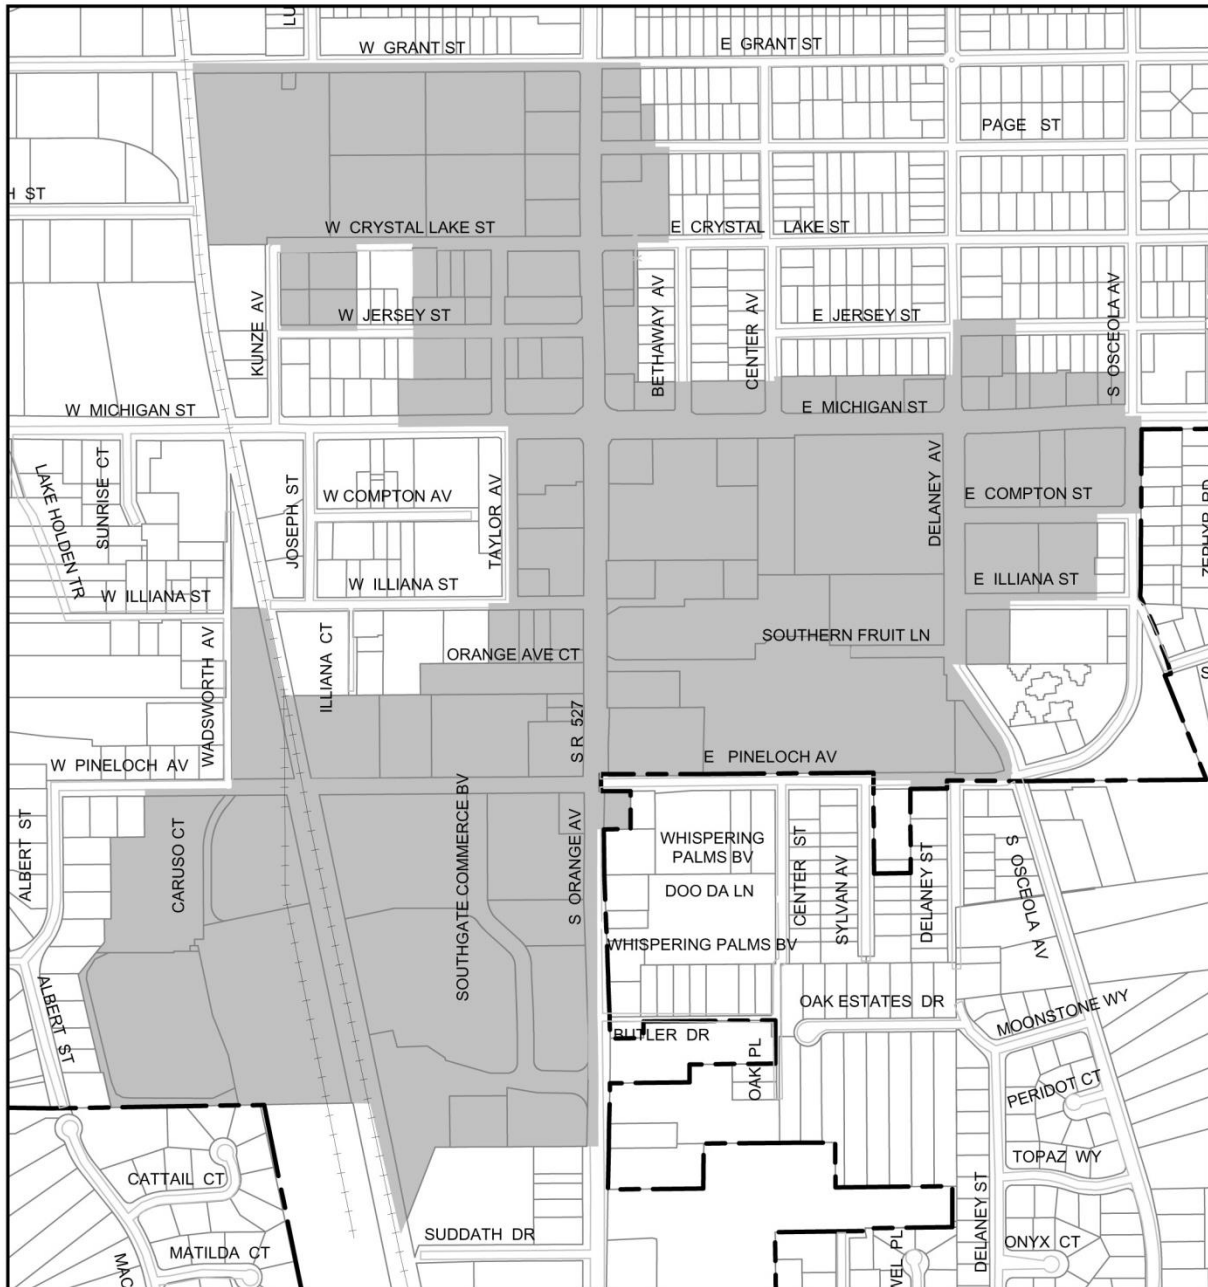 LU
W GRANT ST
E GRANT ST
PAGE ST
H ST
W CRYSTAL LAKE ST
E CRYSTAL LAKE ST
KUNZE AV
W JERSEY ST
BETHAWAY AV
CENTER AV
E JERSEY ST
S OSCEOLA AV
W MICHIGAN ST
E MICHIGAN ST
LAKE HOLDEN TR
SUNRISE CT
JOSEPH ST
W COMPTON AV
TAYLOR AV
DELANEY AV
E COMPTON ST
ZEPHYR RD
W ILLIANA ST
W ILLIANA ST
E ILLIANA ST
WADSWORTH AV
ILLIANA CT
ORANGE AVE CT
SOUTHERN FRUIT LN
S
S R 527
W PINELOCH AV
E PINELOCH AV
ALBERT ST
CARUSO CT
SOUTHGATE COMMERCE BV
S ORANGE AV
WHISPERING
PALMS BV
DOO DA LN
WHISPERING PALMS BV
CENTER ST
SYLVAN AV
DELANEY ST
S OSCEOLA AV
ALBERT ST
OAK ESTATES DR
MOONSTONE WY
BUTLER DR
OAK PL
PERIDOT CT
CATTAIL CT
TOPAZ WY
SUDDATH DR
MATILDA CT
MAC
VEL PL
DELANEY ST
ONYX CT